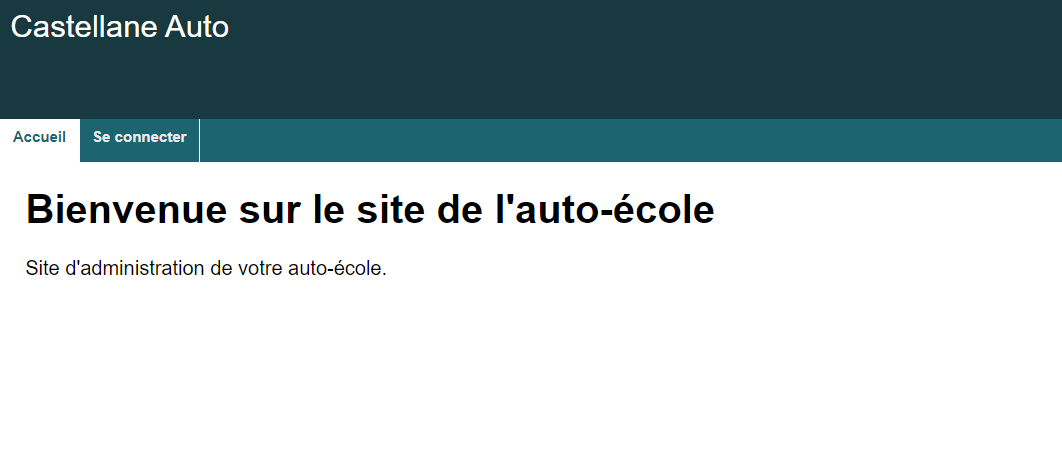 Castellane Auto
Accueil
Se connecter
Bienvenue sur le site de l'auto-école
Site d'administration de votre auto-école.